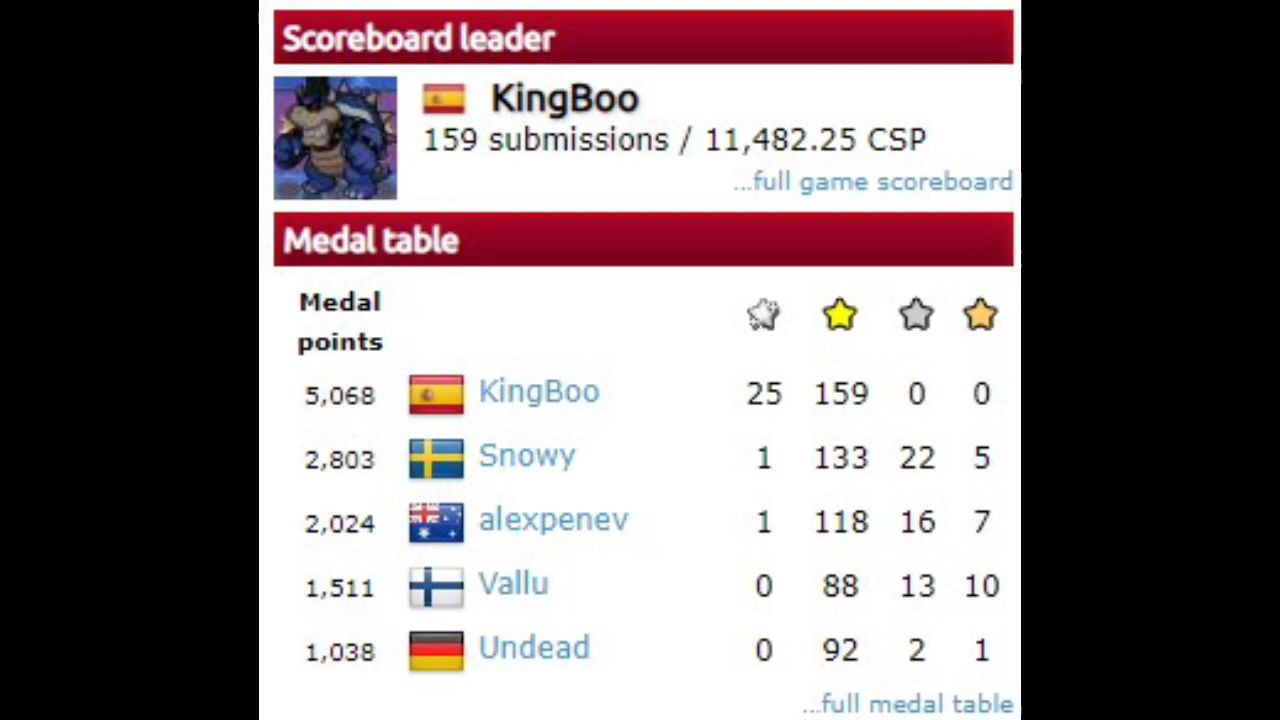 Scoreboard leader
KingBoo
159 submissions / 11,482.25 CSP
...full game scoreboard
Medal table
Medal
points
5,068 KingBoo 25 159 0 0
2,803 Snowy 1 133 22 5
2,024 alexpenev 1 118 16 7
1,511 Vallu 0 88 13 10
1,038 Undead 0 92 2 1
...full medal table